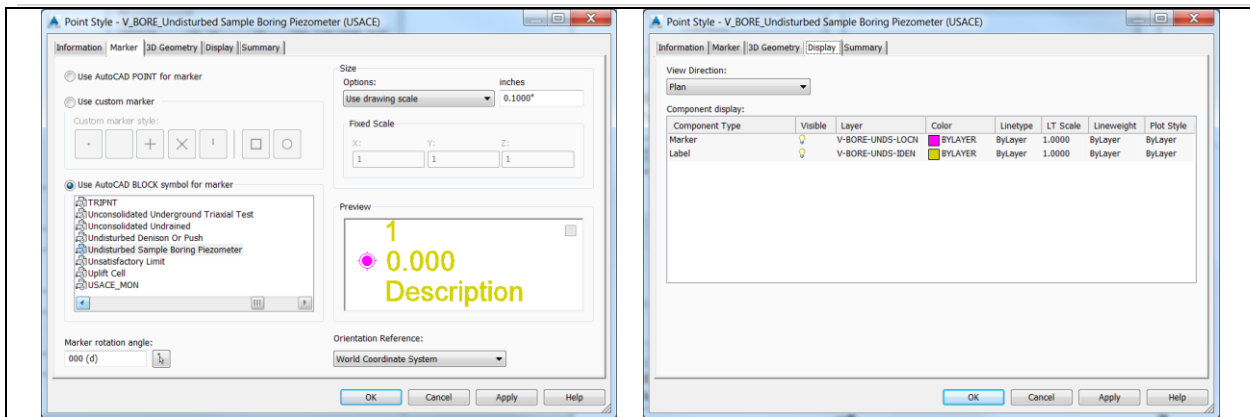 Point Style - V_BORE_Undisturbed Sample Boring Piezometer (USACE)
Information Marker 3D Geometry Display Summary
Use AutoCAD POINT for marker
Use custom marker
Custom marker style:
Use AutoCAD BLOCK symbol for marker
TRIPNT
Unconsolidated Underground Triaxial Test
Unconsolidated Undrained
Undisturbed Denison Or Push
Undisturbed Sample Boring Piezometer
Unsatisfactory Limit
Uplift Cell
USACE_MON
Marker rotation angle:
000 (d)
Size
Options: inches
Use drawing scale 0.1000"
Fixed Scale
X: Y: Z:
1 1 1
Preview
1
0.000
Description
Orientation Reference:
World Coordinate System
OK Cancel Apply Help
Point Style - V_BORE_Undisturbed Sample Boring Piezometer (USACE)
Information Marker 3D Geometry Display Summary
View Direction:
Plan
Component display:
Component Type Visible Layer Color Linetype LT Scale Lineweight Plot Style
Marker V-BORE-UNDS-LOCN BYLAYER ByLayer 1.0000 ByLayer ByLayer
Label V-BORE-UNDS-IDEN BYLAYER ByLayer 1.0000 ByLayer ByLayer
OK Cancel Apply Help